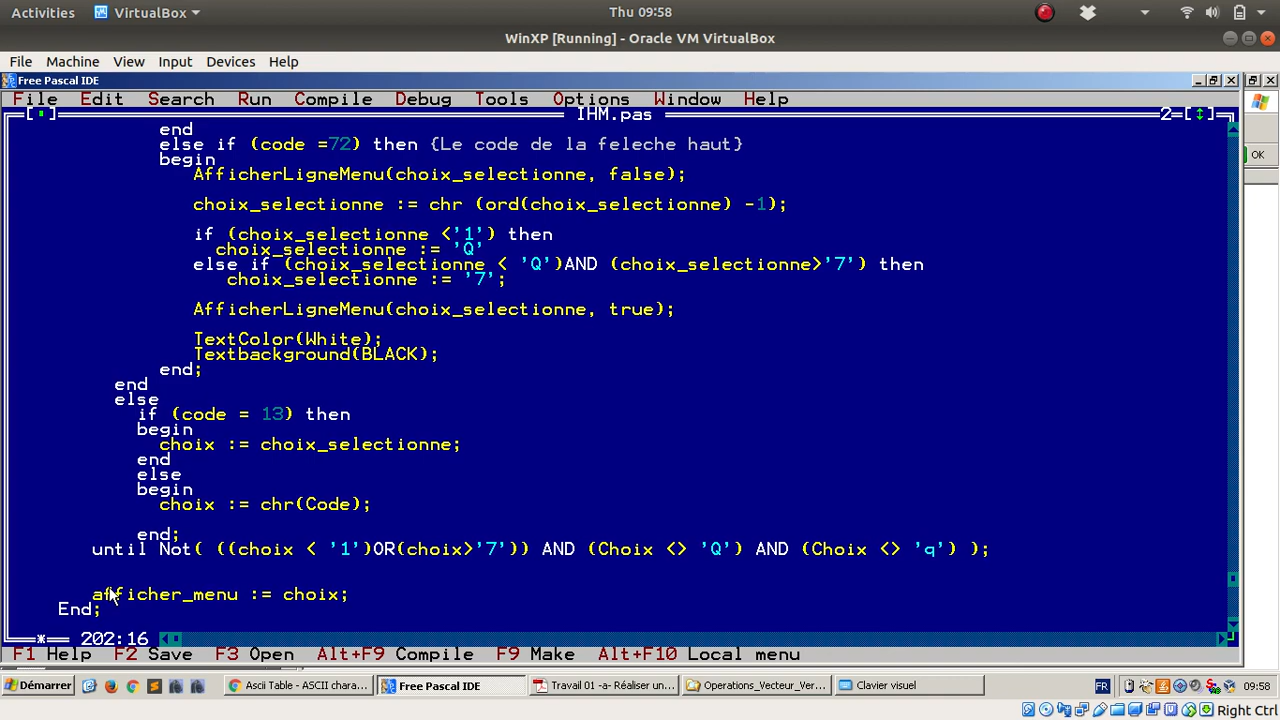 Activities VirtualBox Thu 09:58
WinXP [Running] - Oracle VM VirtualBox
File Machine View Input Devices Help
Free Pascal IDE
File Edit Search Run Compile Debug Tools Options Window Help
IHM.pas 2=[↕]
end
else if (code =72) then {Le code de la feleche haut}
begin
AfficherLigneMenu(choix_selectionne, false);
choix_selectionne := chr (ord(choix_selectionne) -1);
if (choix_selectionne <'1') then
choix_selectionne := 'Q'
else if (choix_selectionne < 'Q')AND (choix_selectionne>'7') then
choix_selectionne := '7';
AfficherLigneMenu(choix_selectionne, true);
TextColor(White);
Textbackground(BLACK);
end;
end
else
if (code = 13) then
begin
choix := choix_selectionne;
end
else
begin
choix := chr(Code);
end;
until Not( ((choix < '1')OR(choix>'7')) AND (Choix <> 'Q') AND (Choix <> 'q') );
afficher_menu := choix;
End;
202:16
F1 Help F2 Save F3 Open Alt+F9 Compile F9 Make Alt+F10 Local menu
OK
Démarrer Ascii Table - ASCII chara... Free Pascal IDE Travail 01 -a- Réaliser un... Operations_Vecteur_Ver... Clavier visuel FR 09:58
Right Ctrl